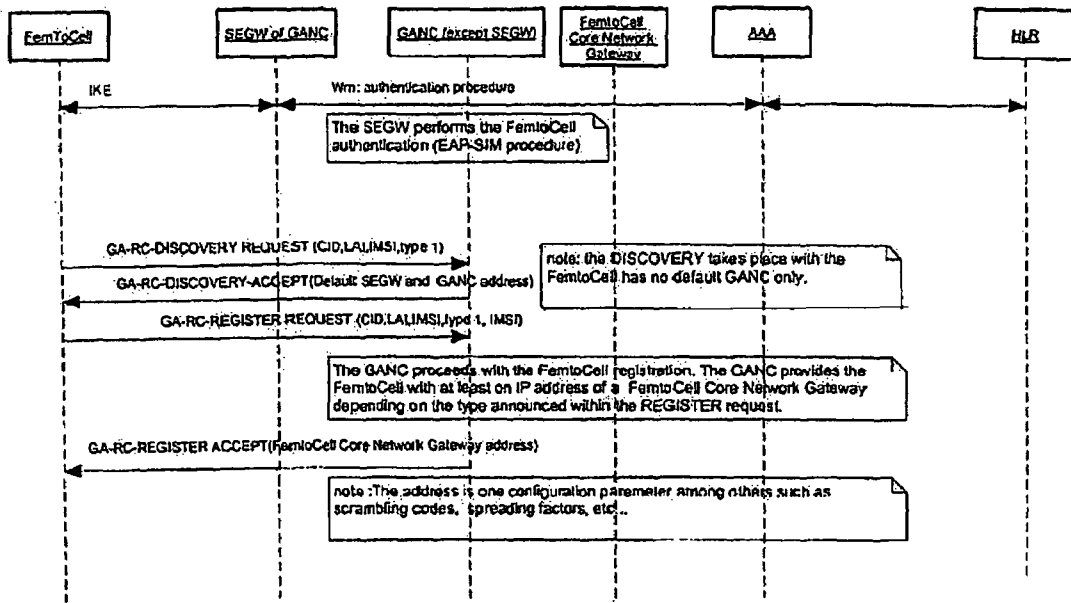 FemToCell
SEGW of GANC
GANC (except SEGW)
FemtoCell
Core Network
Gateway
AAA
HLR
IKE
Wm: authentication procedure
The SEGW performs the FemtoCell
authentication (EAP-SIM procedure)
GA-RC-DISCOVERY REQUEST (CID,LAI,IMSI,type 1)
note: the DISCOVERY takes place with the
FemtoCell has no default GANC only.
GA-RC-DISCOVERY-ACCEPT(Default SEGW and GANC address)
GA-RC-REGISTER REQUEST (CID,LAI,IMSI,type 1, IMSI)
The GANC proceeds with the FemtoCell registration. The GANC provides the
FemtoCell with at least on IP address of a FemtoCell Core Network Gateway
depending on the type announced within the REGISTER request.
GA-RC-REGISTER ACCEPT(FemtoCell Core Network Gateway address)
note :The address is one configuration parameter among others such as
scrambling codes, spreading factors, etc...